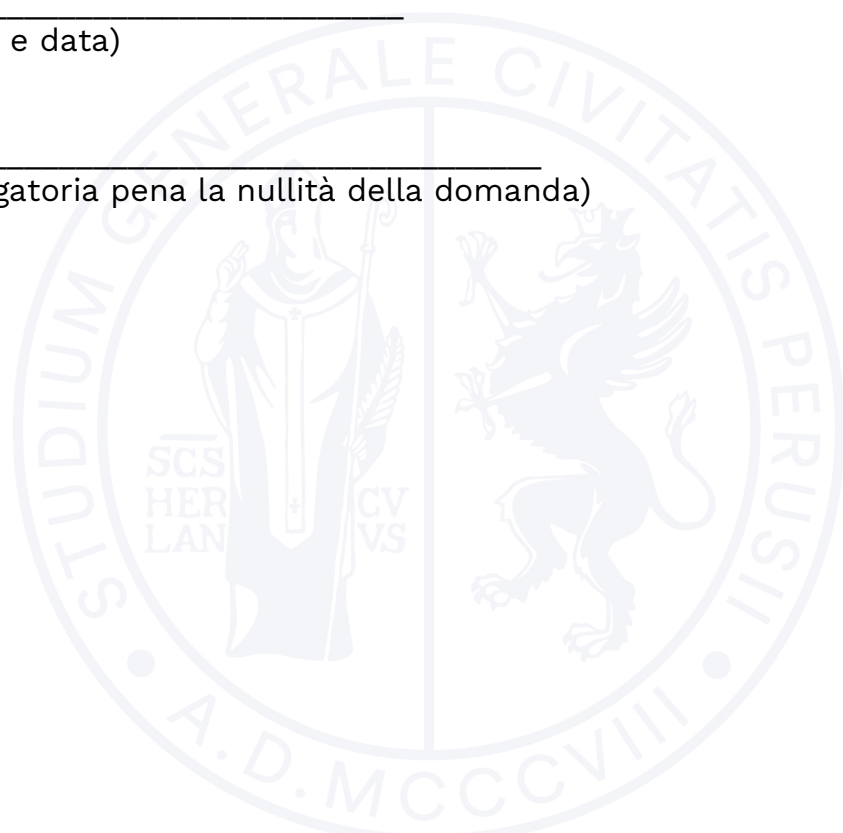 e data)
gatoria pena la nullità della domanda)
STUDIUM GENERALE CIVITATIS PERUSII
SCS
HER
LAN
CV
VS
A.D. MCCCVIII